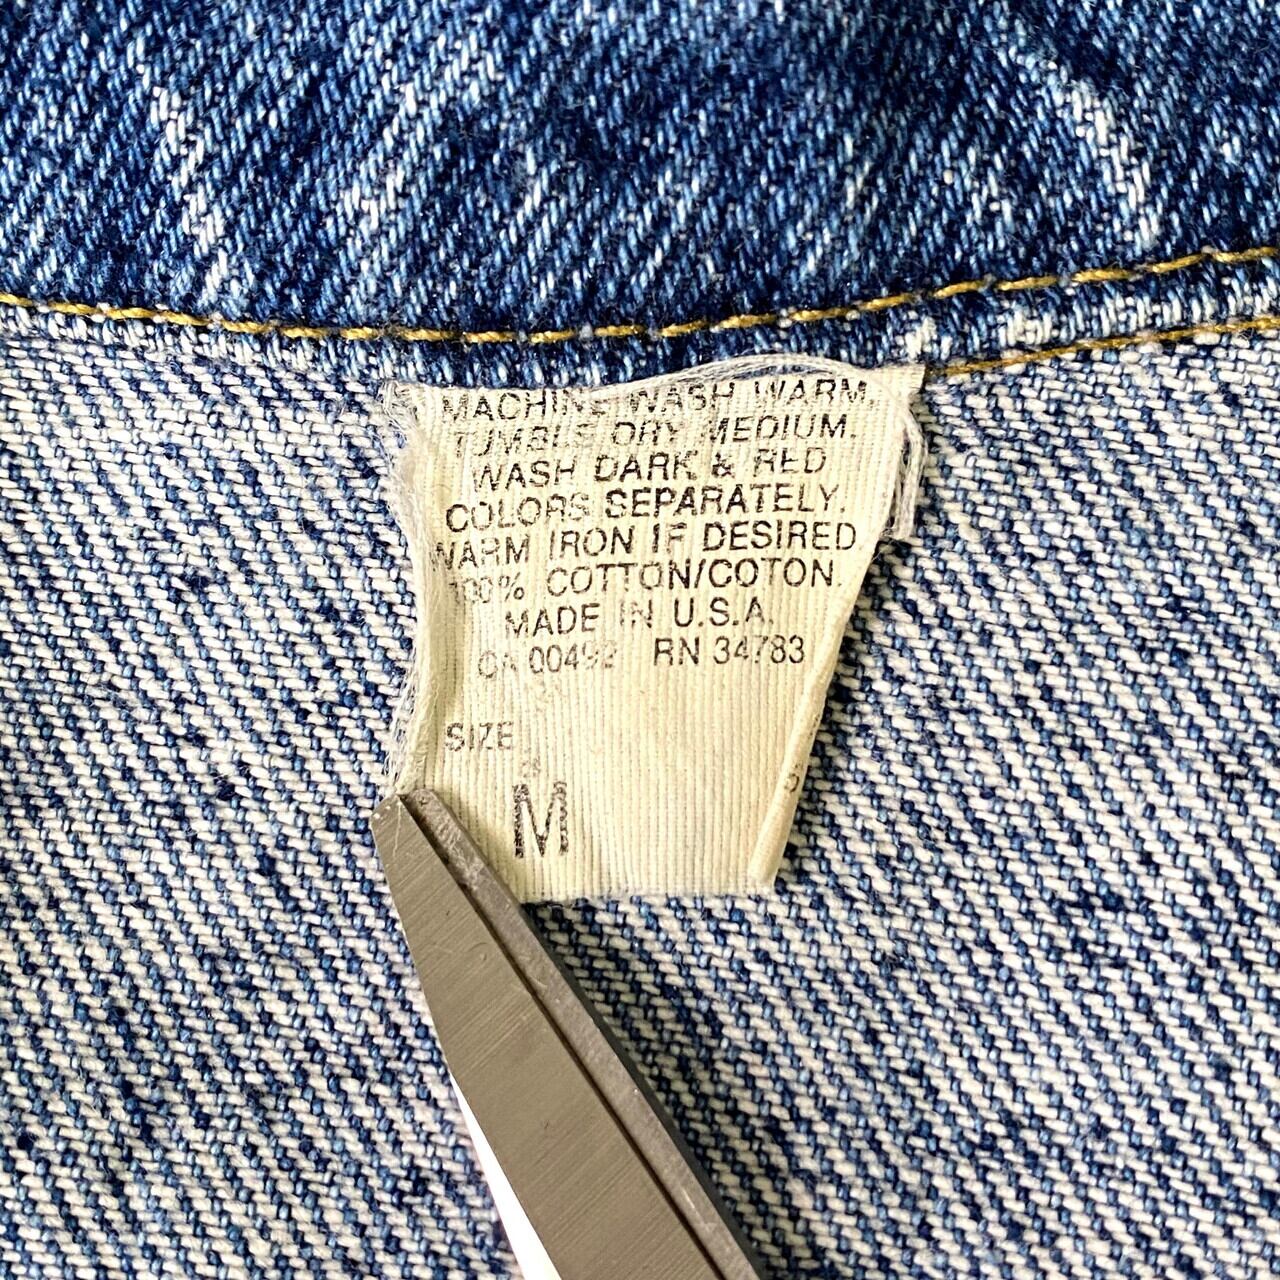 MACHINE WASH WARM,
TUMBLE DRY MEDIUM.
WASH DARK & RED
COLORS SEPARATELY.
WARM IRON IF DESIRED
100% COTTON/COTON.
MADE IN U.S.A.
CA 00492 RN 34783
SIZE
M